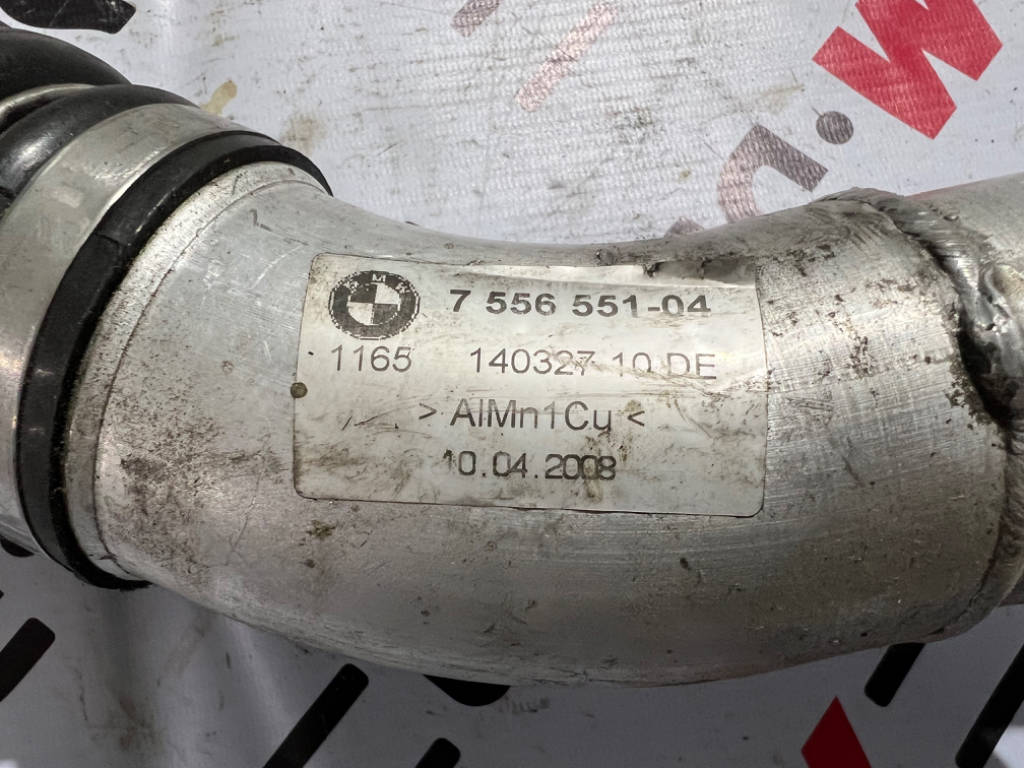 BMW
7 556 551-04
1165 140327-10 DE
> AlMn1Cu <
10.04.2008